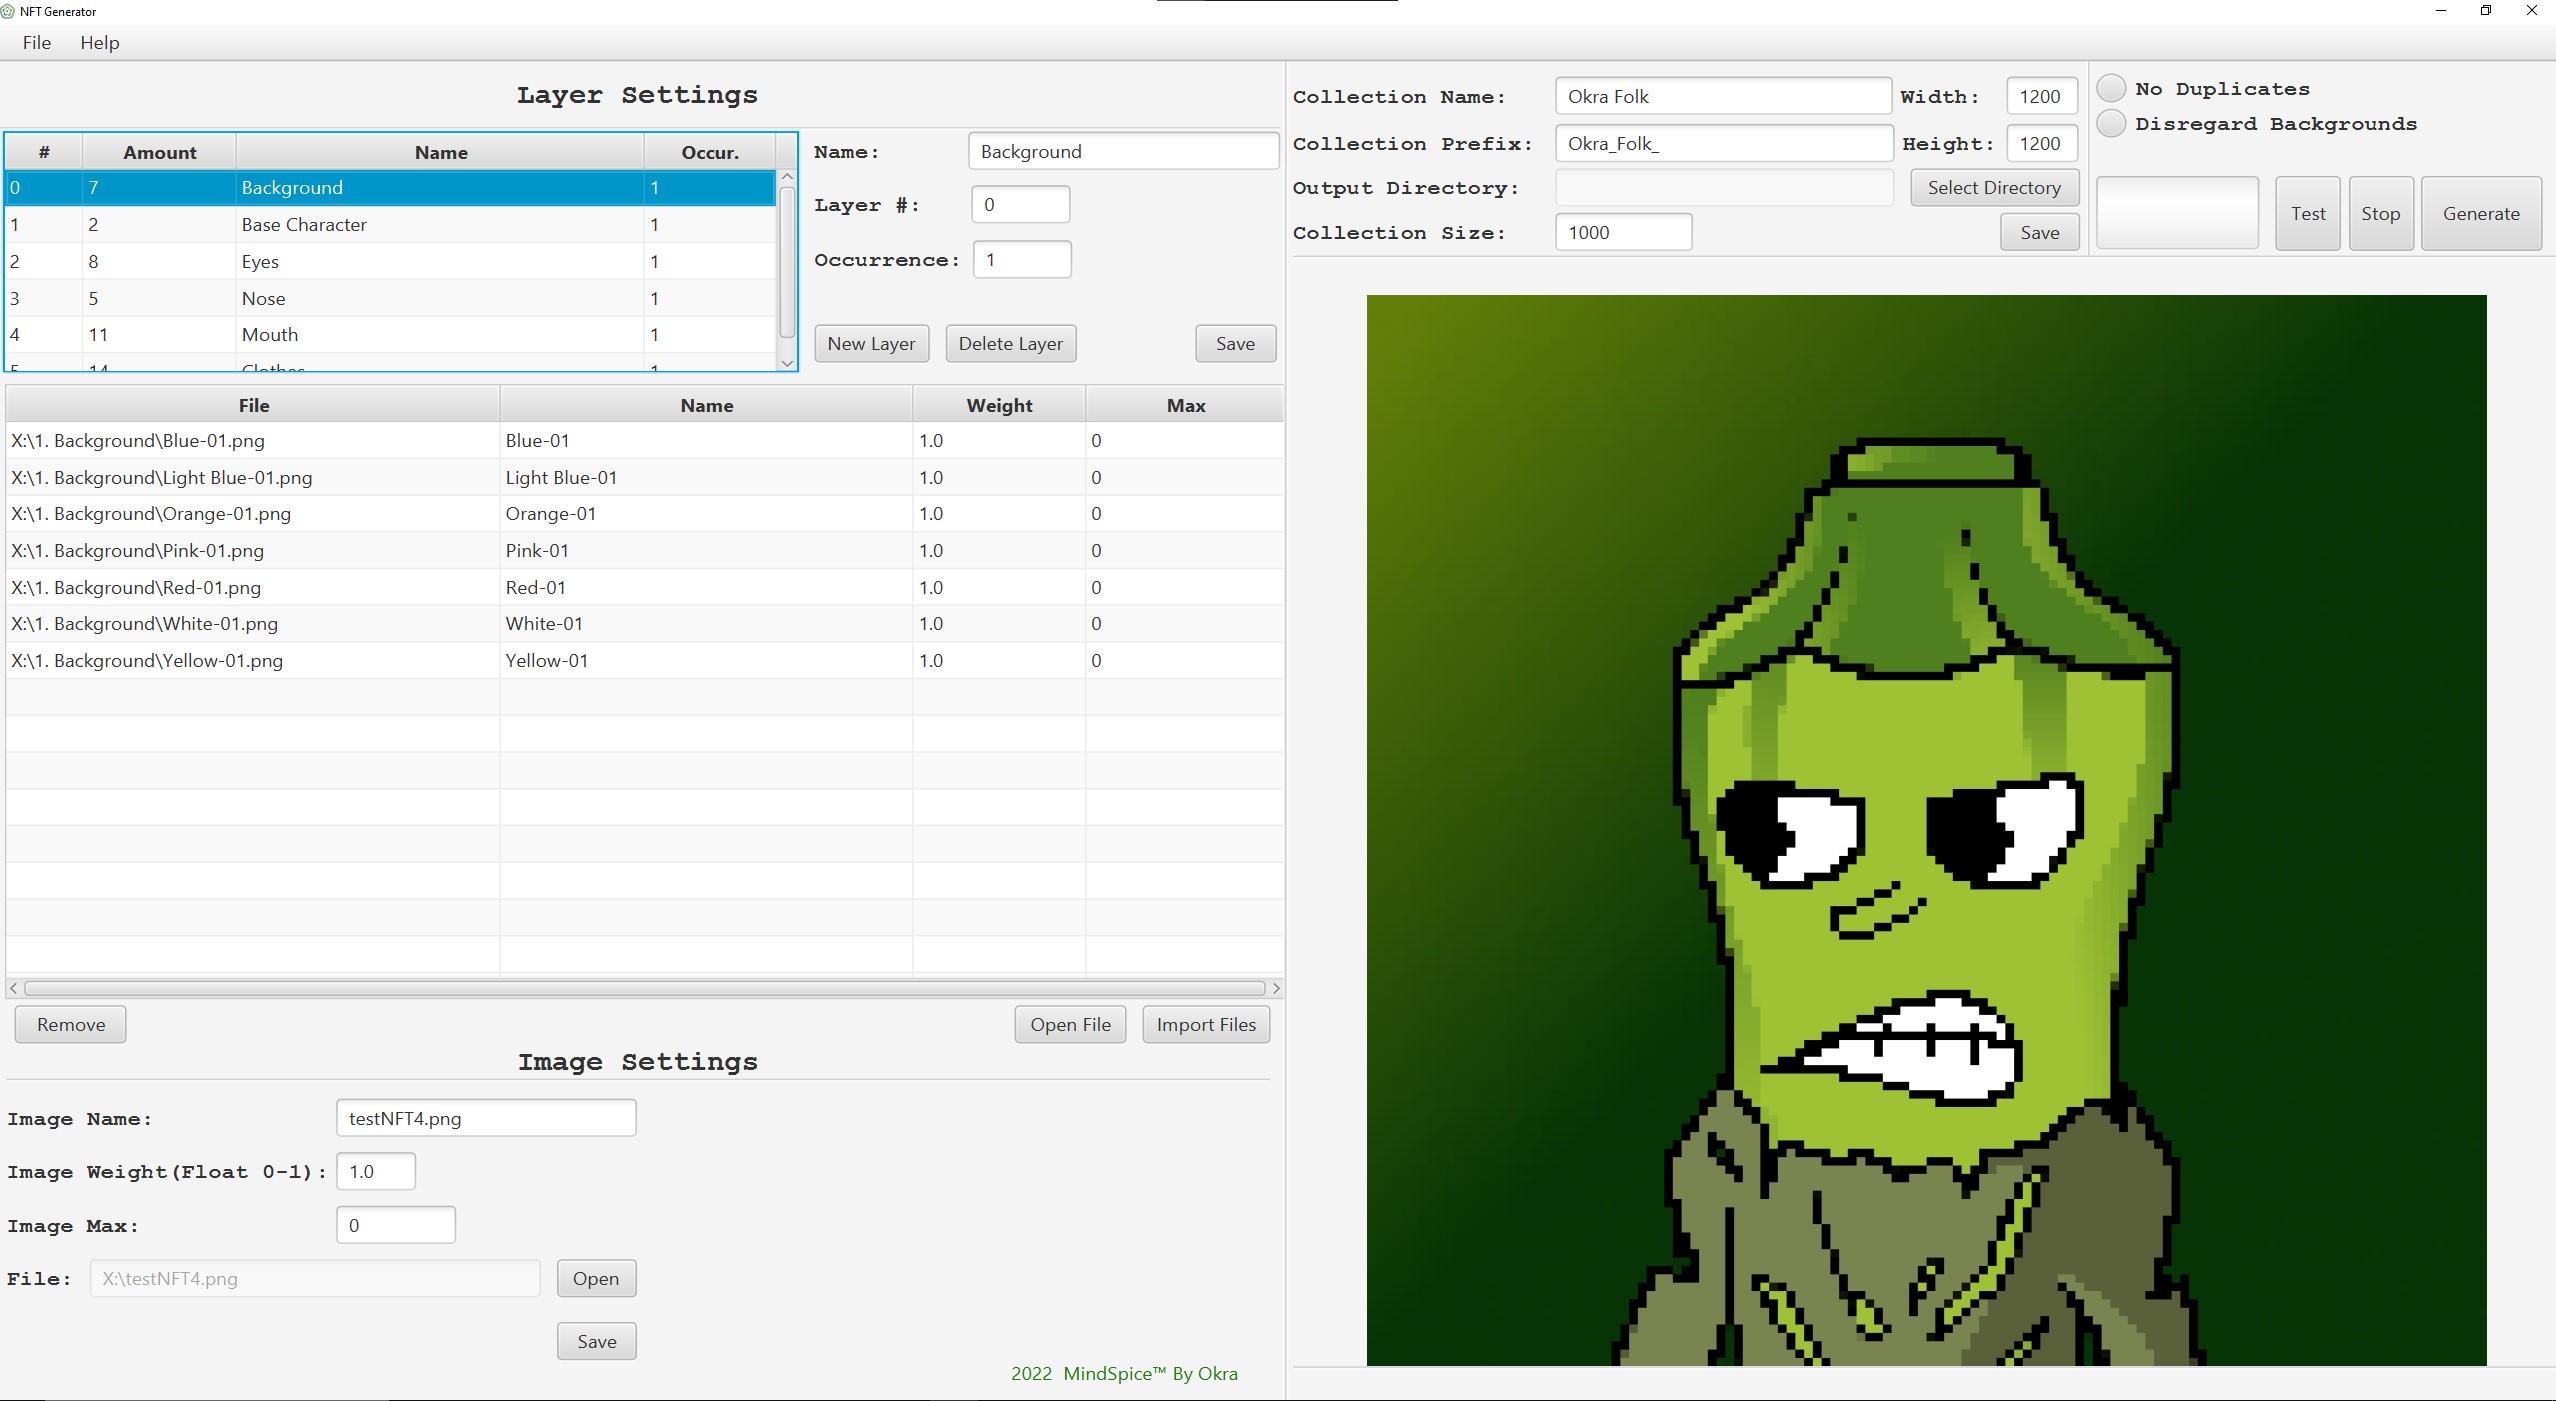 NFT Generator
File Help
Layer Settings
# Amount Name Occur.
0 7 Background 1
1 2 Base Character 1
2 8 Eyes 1
3 5 Nose 1
4 11 Mouth 1
5 14 Clothes 1
Name: Background
Layer #: 0
Occurrence: 1
New Layer Delete Layer Save
File Name Weight Max
X:\1. Background\Blue-01.png Blue-01 1.0 0
X:\1. Background\Light Blue-01.png Light Blue-01 1.0 0
X:\1. Background\Orange-01.png Orange-01 1.0 0
X:\1. Background\Pink-01.png Pink-01 1.0 0
X:\1. Background\Red-01.png Red-01 1.0 0
X:\1. Background\White-01.png White-01 1.0 0
X:\1. Background\Yellow-01.png Yellow-01 1.0 0
Remove Open File Import Files
Image Settings
Image Name: testNFT4.png
Image Weight(Float 0-1): 1.0
Image Max: 0
File: X:\testNFT4.png Open
Save
2022 MindSpice™ By Okra
Collection Name: Okra Folk Width: 1200
Collection Prefix: Okra_Folk_ Height: 1200
Output Directory: Select Directory
Collection Size: 1000 Save
No Duplicates
Disregard Backgrounds
Test Stop Generate